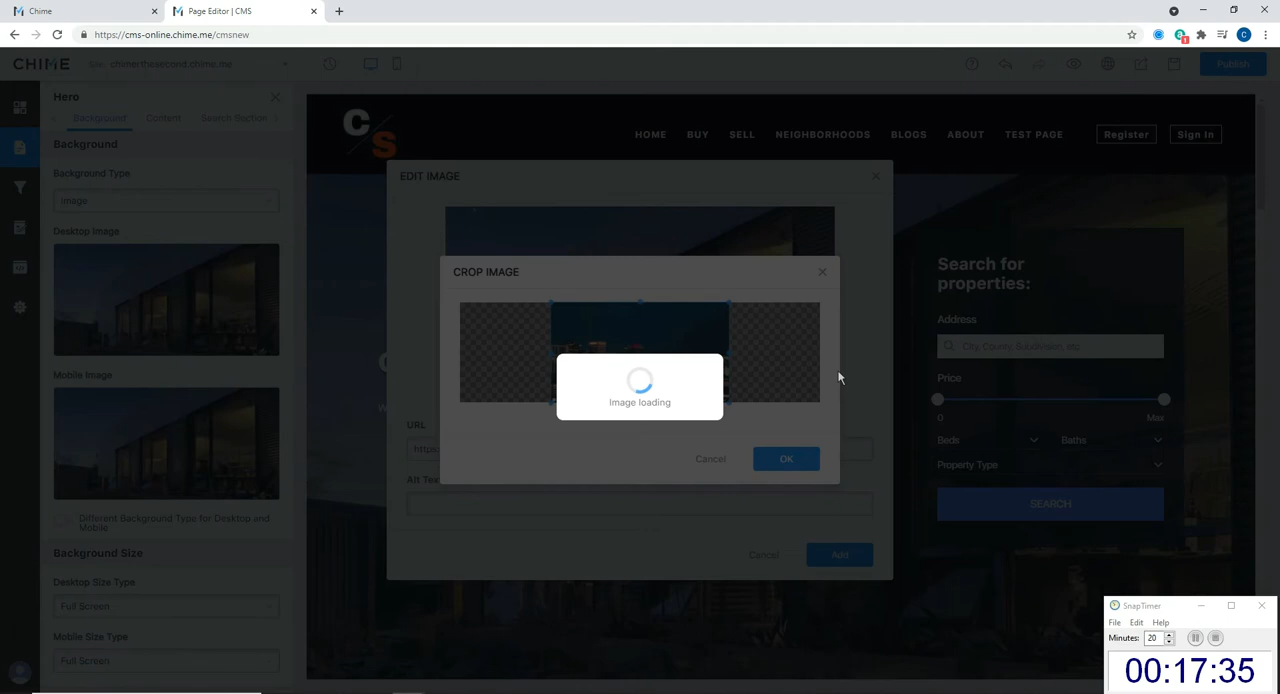 Chime
Page Editor | CMS
https://cms-online.chime.me/cmsnew
1
C
CHIME
Site: chimerthesecond.chime.me
Publish
Hero
Background
Content
Search Section
Background
Background Type
Image
Desktop Image
Mobile Image
Different Background Type for Desktop and
Mobile
Background Size
Desktop Size Type
Full Screen
Mobile Size Type
Full Screen
C S
HOME
BUY
SELL
NEIGHBORHOODS
BLOGS
ABOUT
TEST PAGE
Register
Sign In
EDIT IMAGE
CROP IMAGE
Image loading
Cancel
OK
URL
https:
Alt Text
Cancel
Add
Search for
properties:
Address
City, County, Subdivision, etc
Price
0
Max
Beds
Baths
Property Type
SEARCH
SnapTimer
File
Edit
Help
Minutes:
20
00:17:35